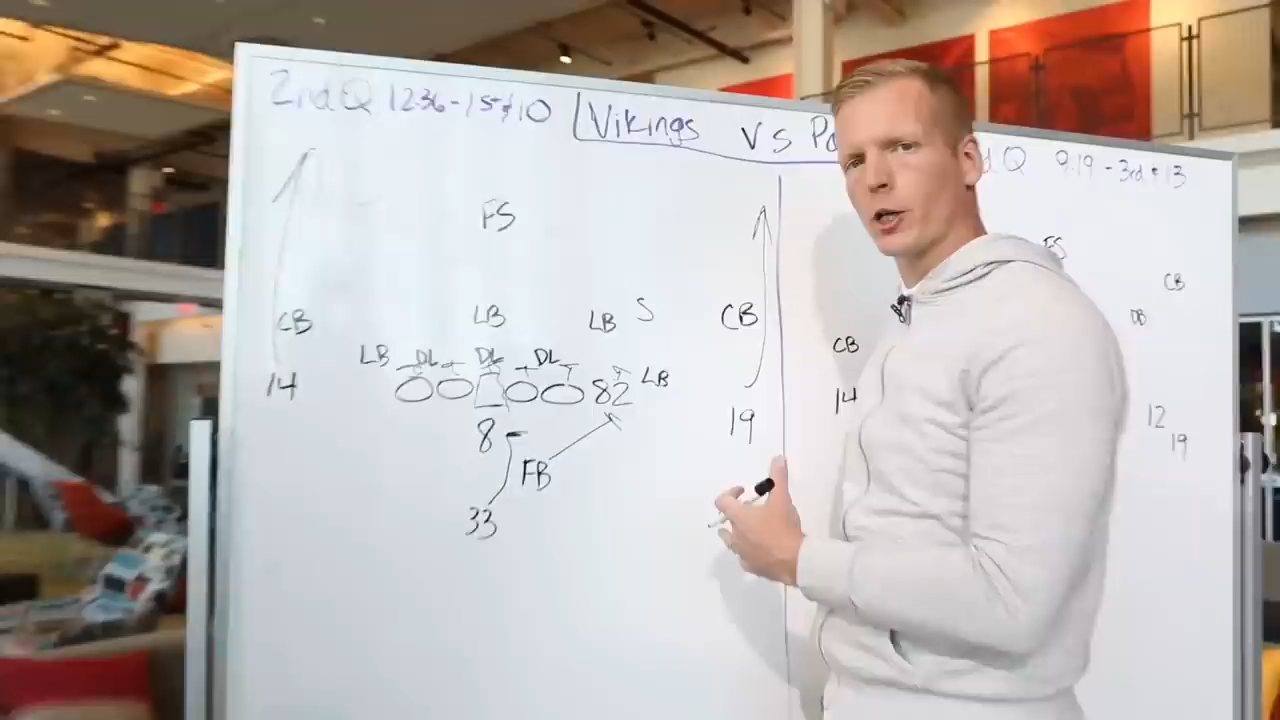 2nd Q 12:36 - 1st & 10
Vikings vs Pa
Q 9:19 - 3rd & 13
FS
FS
CB
CB LB LB S CB
DB
CB
LB DL DL DL
14 82 LB
14
8
19
12
19
FB
33